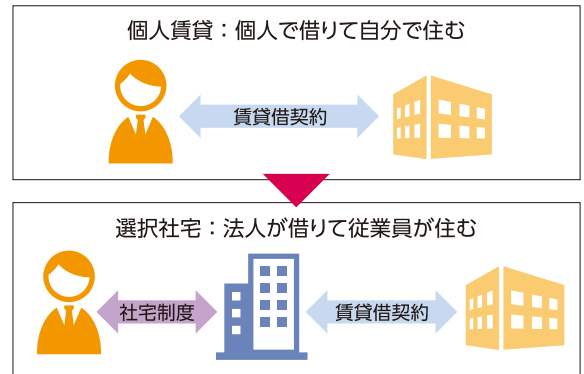 個人賃貸：個人で借りて自分で住む
賃貸借契約
選択社宅：法人が借りて従業員が住む
社宅制度
賃貸借契約